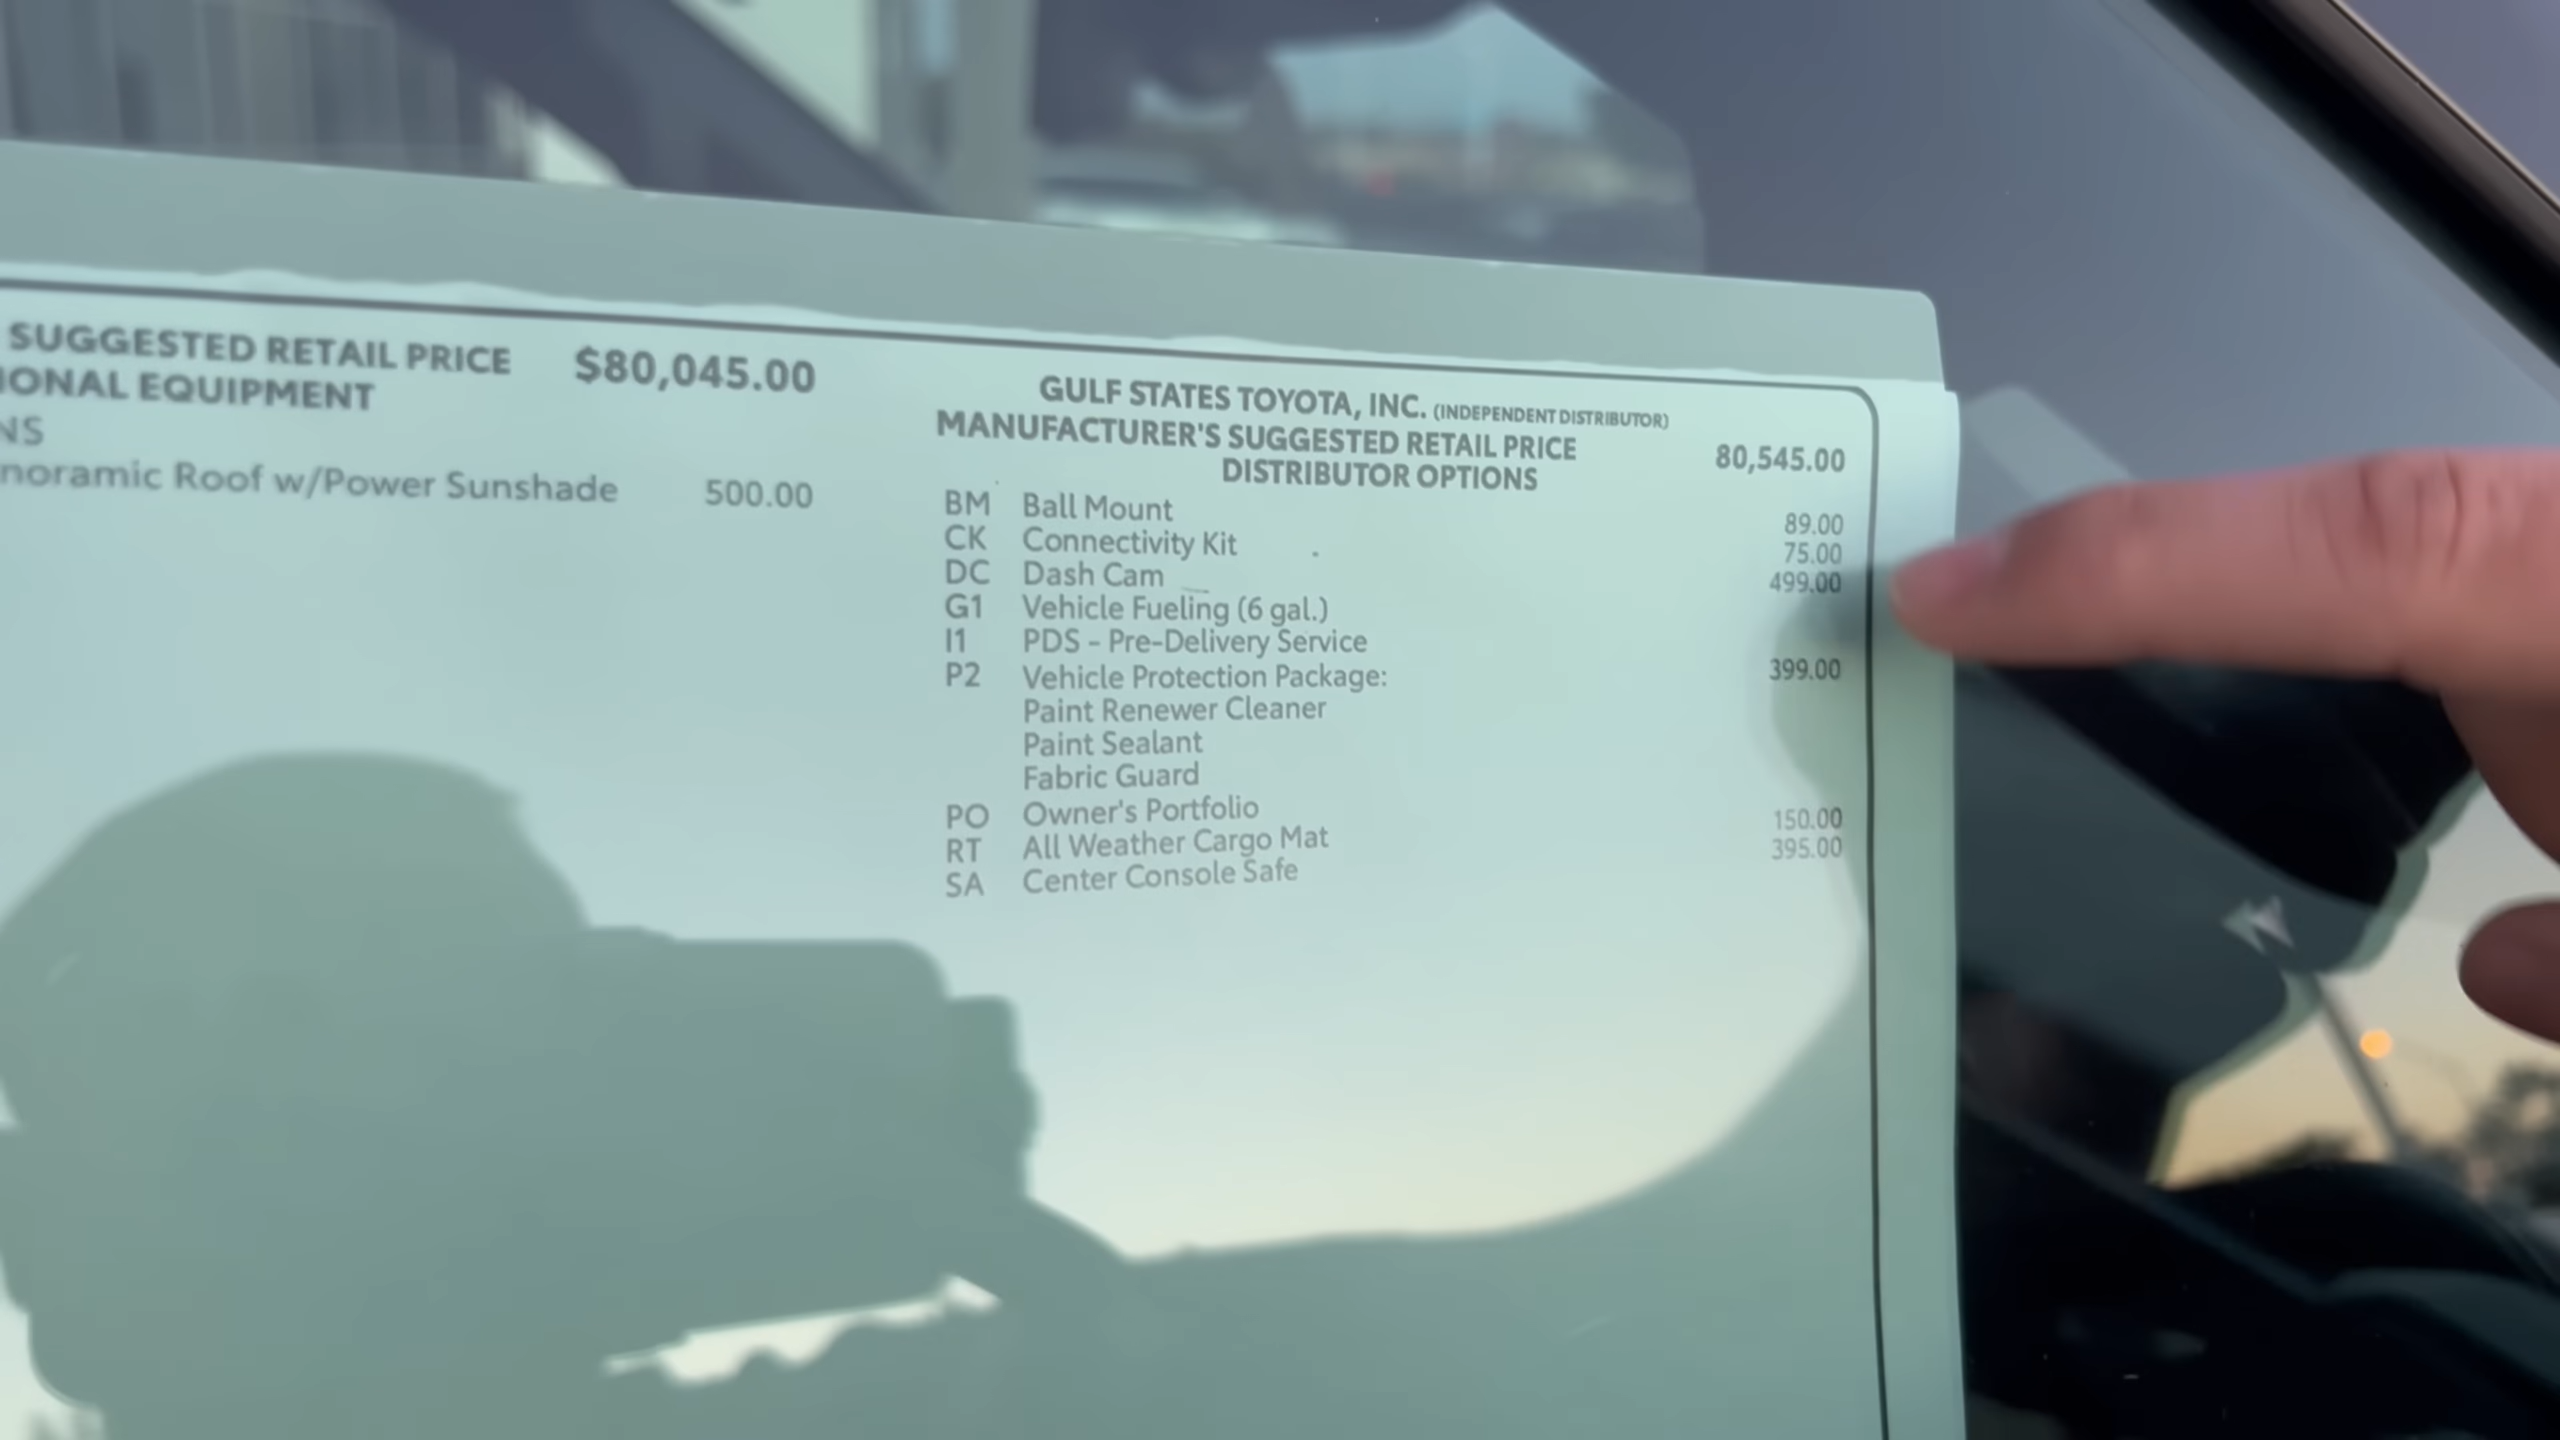 SUGGESTED RETAIL PRICE $80,045.00
IONAL EQUIPMENT
NS
noramic Roof w/Power Sunshade 500.00
GULF STATES TOYOTA, INC. (INDEPENDENT DISTRIBUTOR)
MANUFACTURER'S SUGGESTED RETAIL PRICE 80,545.00
DISTRIBUTOR OPTIONS
BM Ball Mount 89.00
CK Connectivity Kit 75.00
DC Dash Cam 499.00
G1 Vehicle Fueling (6 gal.)
I1 PDS - Pre-Delivery Service
P2 Vehicle Protection Package: 399.00
Paint Renewer Cleaner
Paint Sealant
Fabric Guard
PO Owner's Portfolio
RT All Weather Cargo Mat 150.00
SA Center Console Safe 395.00